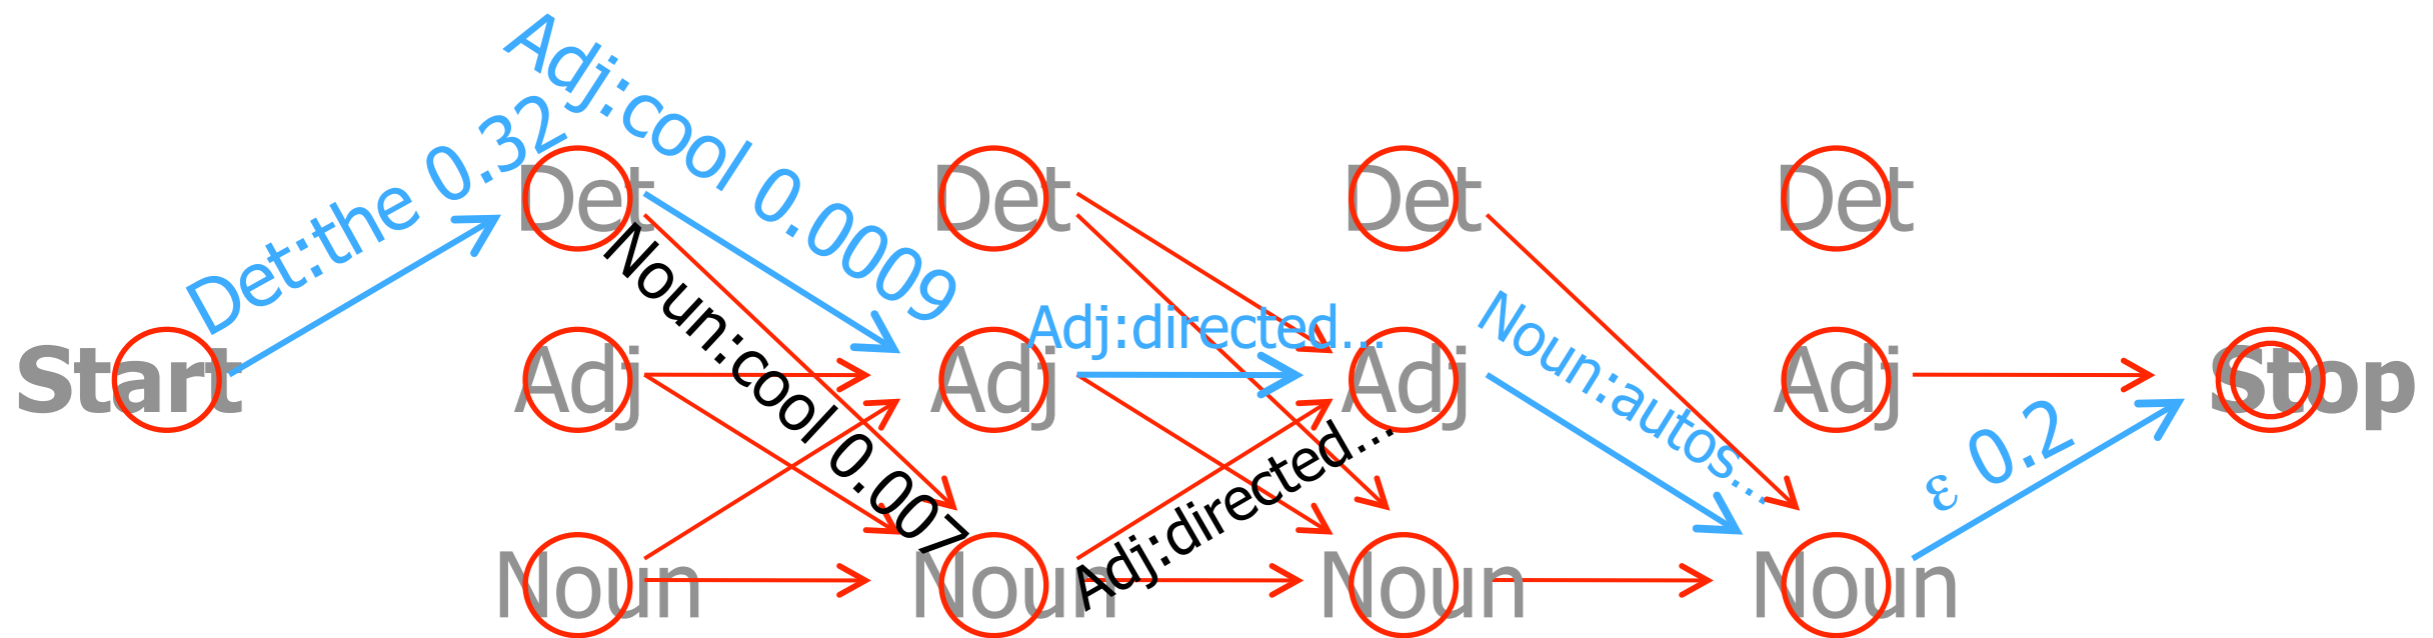 Adj:cool 0.0009
Det:the 0.32
Det
Det
Det
Det
Noun:cool 0.007
Adj:directed...
Noun:autos...
Start
Adj
Adj
Adj
Adj
Stop
Adj:directed...
ε 0.2
Noun
Noun
Noun
Noun